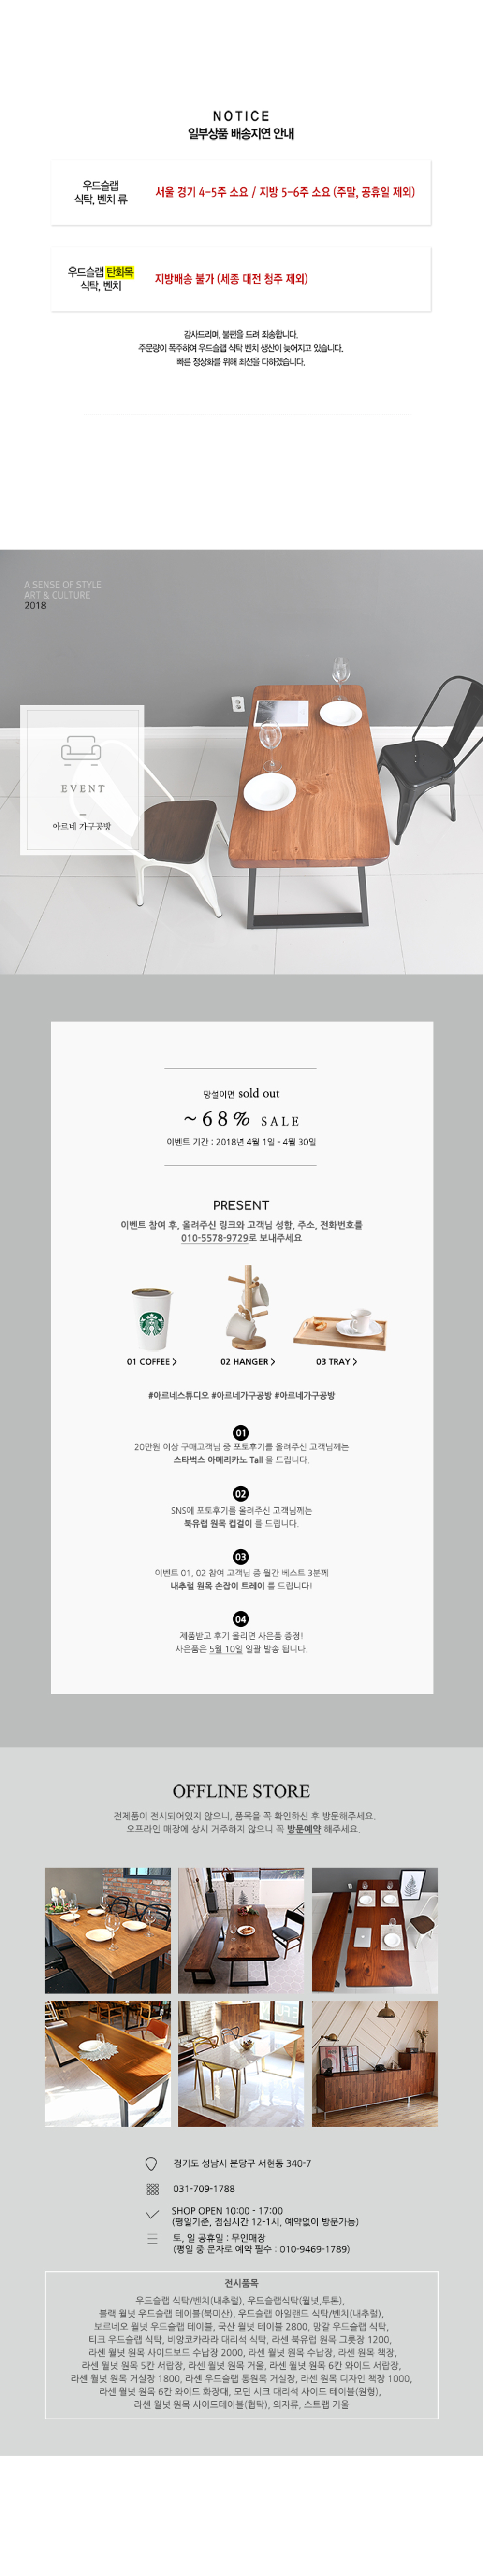 NOTICE
일부상품 배송지연 안내
우드슬랩
식탁, 벤치 류
서울 경기 4-5주 소요 / 지방 5-6주 소요 (주말, 공휴일 제외)
우드슬랩 탄화목
식탁, 벤치
지방배송 불가 (세종 대전 청주 제외)
감사드리며, 불편을 드려 죄송합니다.
주문량이 폭주하여 우드슬랩 식탁 벤치 생산이 늦어지고 있습니다.
빠른 정상화를 위해 최선을 다하겠습니다.
A SENSE OF STYLE
ART & CULTURE
2018
EVENT
아르네 가구공방
망설이면 sold out
~68% SALE
이벤트 기간 : 2018년 4월 1일 - 4월 30일
PRESENT
이벤트 참여 후, 올려주신 링크와 고객님 성함, 주소, 전화번호를
010-5578-9729로 보내주세요
01 COFFEE >
02 HANGER >
03 TRAY >
#아르네스튜디오 #아르네가구공방 #아르네가구공방
01
20만원 이상 구매고객님 중 포토후기를 올려주신 고객님께는
스타벅스 아메리카노 Tall 을 드립니다.
02
SNS에 포토후기를 올려주신 고객님께는
북유럽 원목 컵걸이 를 드립니다.
03
이벤트 01, 02 참여 고객님 중 월간 베스트 3분께
내추럴 원목 손잡이 트레이 를 드립니다!
04
제품받고 후기 올리면 사은품 증정!
사은품은 5월 10일 일괄 발송 됩니다.
OFFLINE STORE
전제품이 전시되어있지 않으니, 품목을 꼭 확인하신 후 방문해주세요.
오프라인 매장에 상시 거주하지 않으니 꼭 방문예약 해주세요.
경기도 성남시 분당구 서현동 340-7
031-709-1788
SHOP OPEN 10:00 - 17:00
(평일기준, 점심시간 12-1시, 예약없이 방문가능)
토, 일 공휴일 : 무인매장
(평일 중 문자로 예약 필수 : 010-9469-1789)
전시품목
우드슬랩 식탁/벤치(내추럴), 우드슬랩식탁(월넛,투톤),
블랙 월넛 우드슬랩 테이블(북미산), 우드슬랩 아일랜드 식탁/벤치(내추럴),
보르네오 월넛 우드슬랩 테이블, 국산 월넛 테이블 2800, 망갈 우드슬랩 식탁,
티크 우드슬랩 식탁, 비앙코카라라 대리석 식탁, 라센 북유럽 원목 그릇장 1200,
라센 월넛 원목 사이드보드 수납장 2000, 라센 월넛 원목 수납장, 라센 원목 책장,
라센 월넛 원목 5칸 서랍장, 라센 월넛 원목 거울, 라센 월넛 원목 6칸 와이드 서랍장,
라센 월넛 원목 거실장 1800, 라센 우드슬랩 통원목 거실장, 라센 원목 디자인 책장 1000,
라센 월넛 원목 6칸 와이드 화장대, 모던 시크 대리석 사이드 테이블(원형),
라센 월넛 원목 사이드테이블(협탁), 의자류, 스트랩 거울